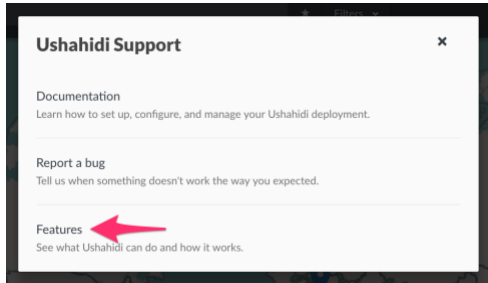 Filters
Ushahidi Support
Documentation
Learn how to set up, configure, and manage your Ushahidi deployment.
Report a bug
Tell us when something doesn't work the way you expected.
Features
See what Ushahidi can do and how it works.